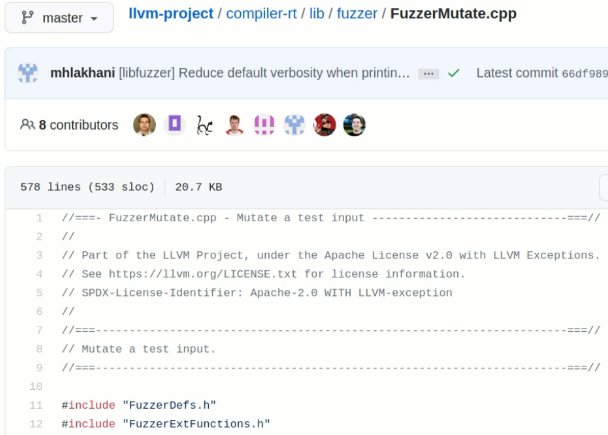 master llvm-project / compiler-rt / lib / fuzzer / FuzzerMutate.cpp
mhlakhani [libfuzzer] Reduce default verbosity when printin... ... Latest commit 66df989
8 contributors
578 lines (533 sloc) 20.7 KB
1 //===- FuzzerMutate.cpp - Mutate a test input -----------------------------===//
2 //
3 // Part of the LLVM Project, under the Apache License v2.0 with LLVM Exceptions.
4 // See https://llvm.org/LICENSE.txt for license information.
5 // SPDX-License-Identifier: Apache-2.0 WITH LLVM-exception
6 //
7 //===----------------------------------------------------------------------===//
8 // Mutate a test input.
9 //===----------------------------------------------------------------------===//
10
11 #include "FuzzerDefs.h"
12 #include "FuzzerExtFunctions.h"